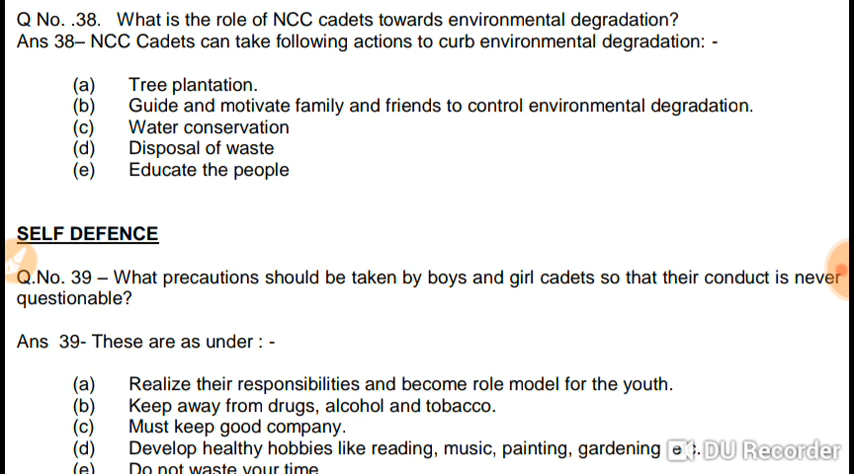 Q No. .38. What is the role of NCC cadets towards environmental degradation?
Ans 38– NCC Cadets can take following actions to curb environmental degradation: -
(a) Tree plantation.
(b) Guide and motivate family and friends to control environmental degradation.
(c) Water conservation
(d) Disposal of waste
(e) Educate the people
SELF DEFENCE
Q.No. 39 – What precautions should be taken by boys and girl cadets so that their conduct is never
questionable?
Ans 39- These are as under : -
(a) Realize their responsibilities and become role model for the youth.
(b) Keep away from drugs, alcohol and tobacco.
(c) Must keep good company.
(d) Develop healthy hobbies like reading, music, painting, gardening DU Recorder
(e) Do not waste your time